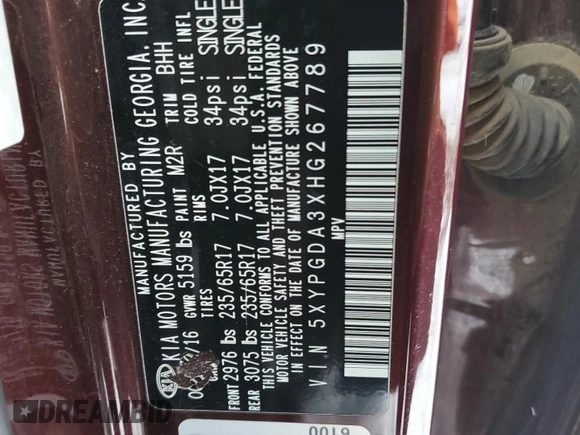 MANUFACTURED BY
KIA MOTORS MANUFACTURING GEORGIA, INC.
GVWR 5159 lbs PAINT M2R TRIM BHH
TIRES RIMS COLD TIRE
FRONT 2976 lbs 235/65R17 7.0JX17 34psi SINGLE
REAR 3075 lbs 235/65R17 7.0JX17 34psi SINGLE
THIS VEHICLE CONFORMS TO ALL APPLICABLE U.S.A. FEDERAL
MOTOR VEHICLE SAFETY AND THEFT PREVENTION STANDARDS
IN EFFECT ON THE DATE OF MANUFACTURE SHOWN ABOVE
VIN 5XYPGDA3XHG267789
MPV
6100
DREAM3ID